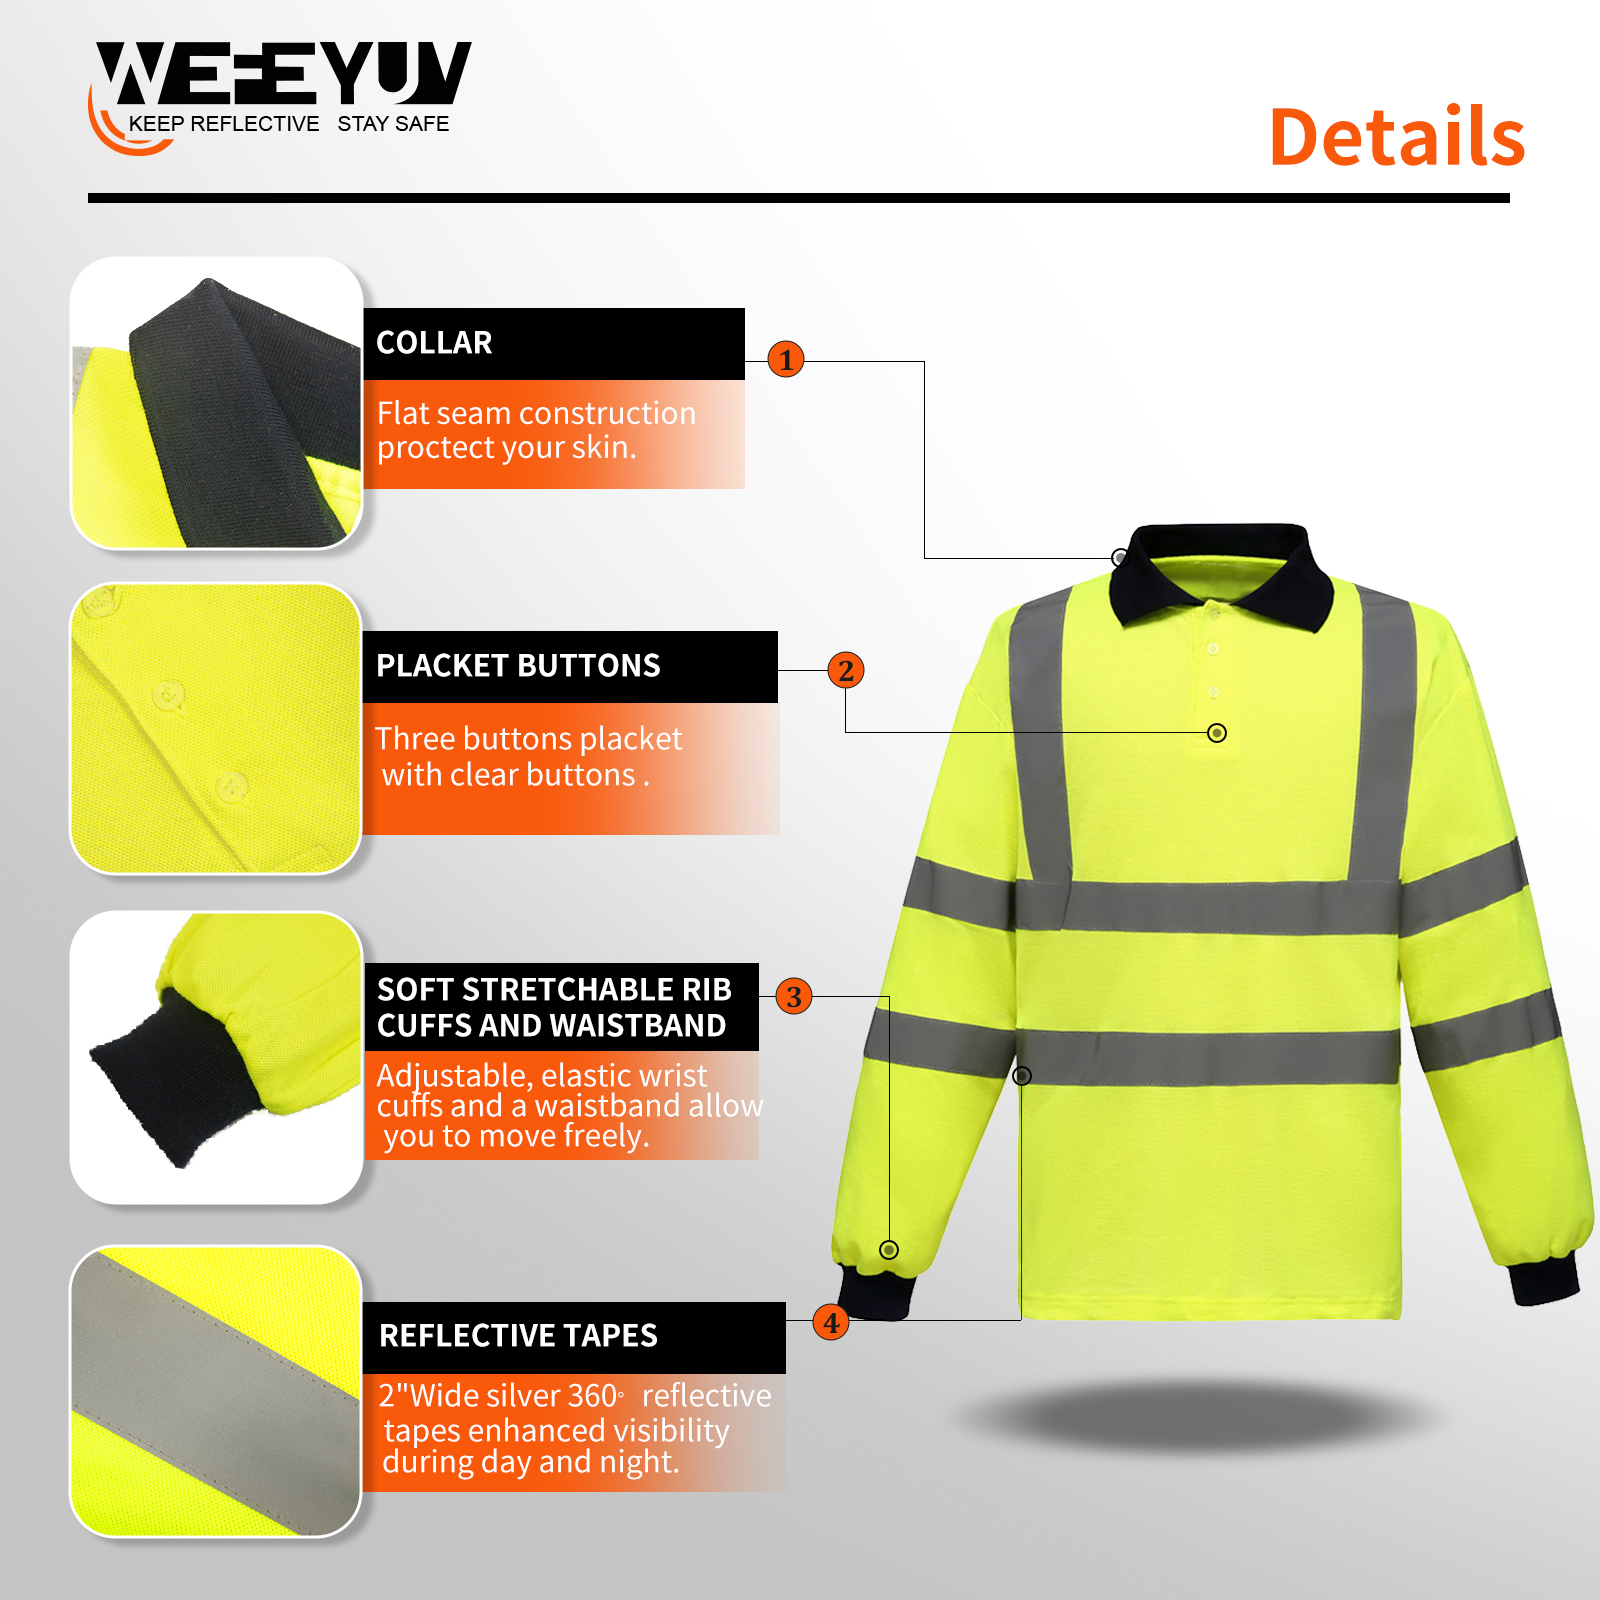 WEFEYUV
KEEP REFLECTIVE STAY SAFE
Details
COLLAR
1
Flat seam construction
proctect your skin.
PLACKET BUTTONS
2
Three buttons placket
with clear buttons .
SOFT STRETCHABLE RIB
CUFFS AND WAISTBAND
3
Adjustable, elastic wrist
cuffs and a waistband allow
you to move freely.
REFLECTIVE TAPES
4
2"Wide silver 360° reflective
tapes enhanced visibility
during day and night.